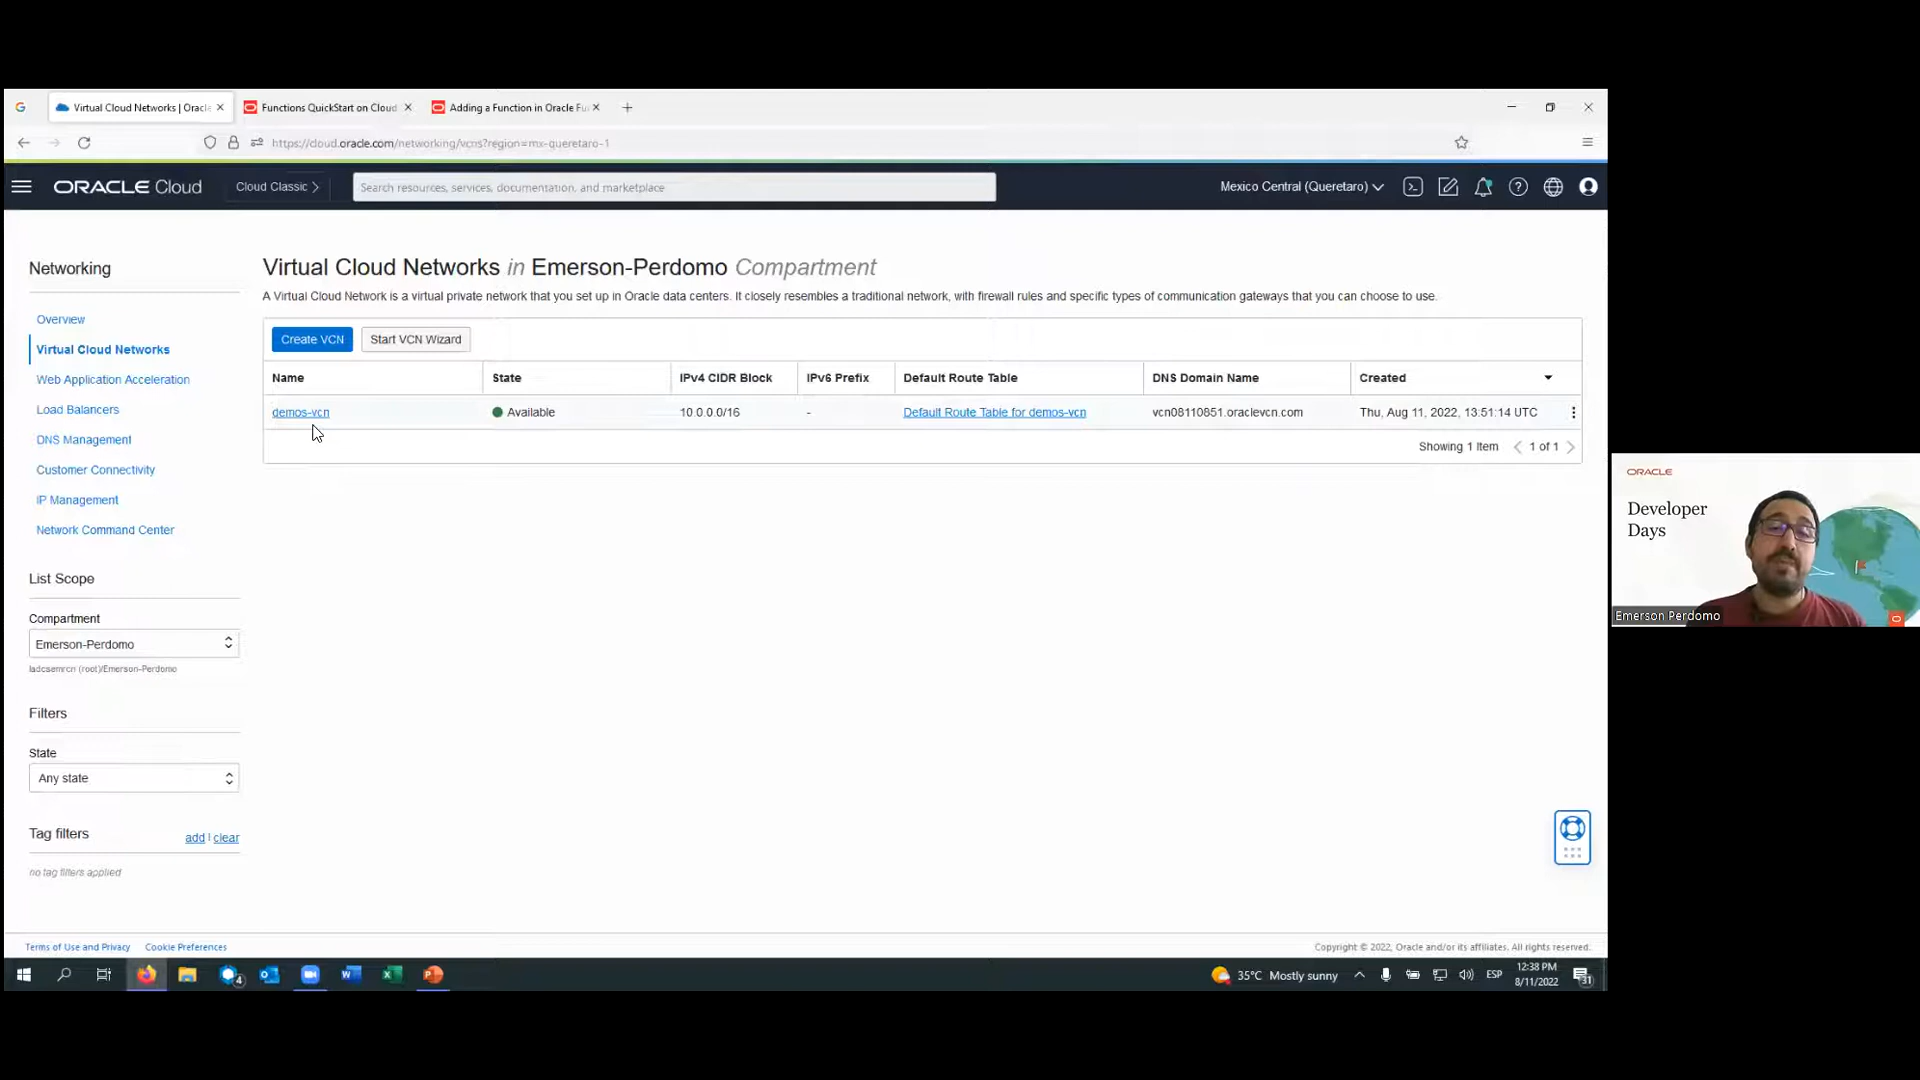 Virtual Cloud Networks | Oracle
Functions QuickStart on Cloud
Adding a Function in Oracle Fu
https://cloud.oracle.com/networking/vcns?region=mx-queretaro-1
ORACLE Cloud
Cloud Classic
Search resources, services, documentation, and marketplace
Mexico Central (Queretaro)
Networking
Overview
Virtual Cloud Networks
Web Application Acceleration
Load Balancers
DNS Management
Customer Connectivity
IP Management
Network Command Center
List Scope
Compartment
Emerson-Perdomo
ladcsemrcn (root)/Emerson-Perdomo
Filters
State
Any state
Tag filters
add | clear
no tag filters applied
Virtual Cloud Networks in Emerson-Perdomo Compartment
A Virtual Cloud Network is a virtual private network that you set up in Oracle data centers. It closely resembles a traditional network, with firewall rules and specific types of communication gateways that you can choose to use.
Create VCN
Start VCN Wizard
Name State IPv4 CIDR Block IPv6 Prefix Default Route Table DNS Domain Name Created
demos-vcn Available 10.0.0.0/16 - Default Route Table for demos-vcn vcn08110851.oraclevcn.com Thu, Aug 11, 2022, 13:51:14 UTC
Showing 1 Item 1 of 1
Terms of Use and Privacy
Cookie Preferences
Copyright © 2022, Oracle and/or its affiliates. All rights reserved.
4
35°C Mostly sunny
ESP
12:38 PM
8/11/2022
31
ORACLE
Developer
Days
Emerson Perdomo